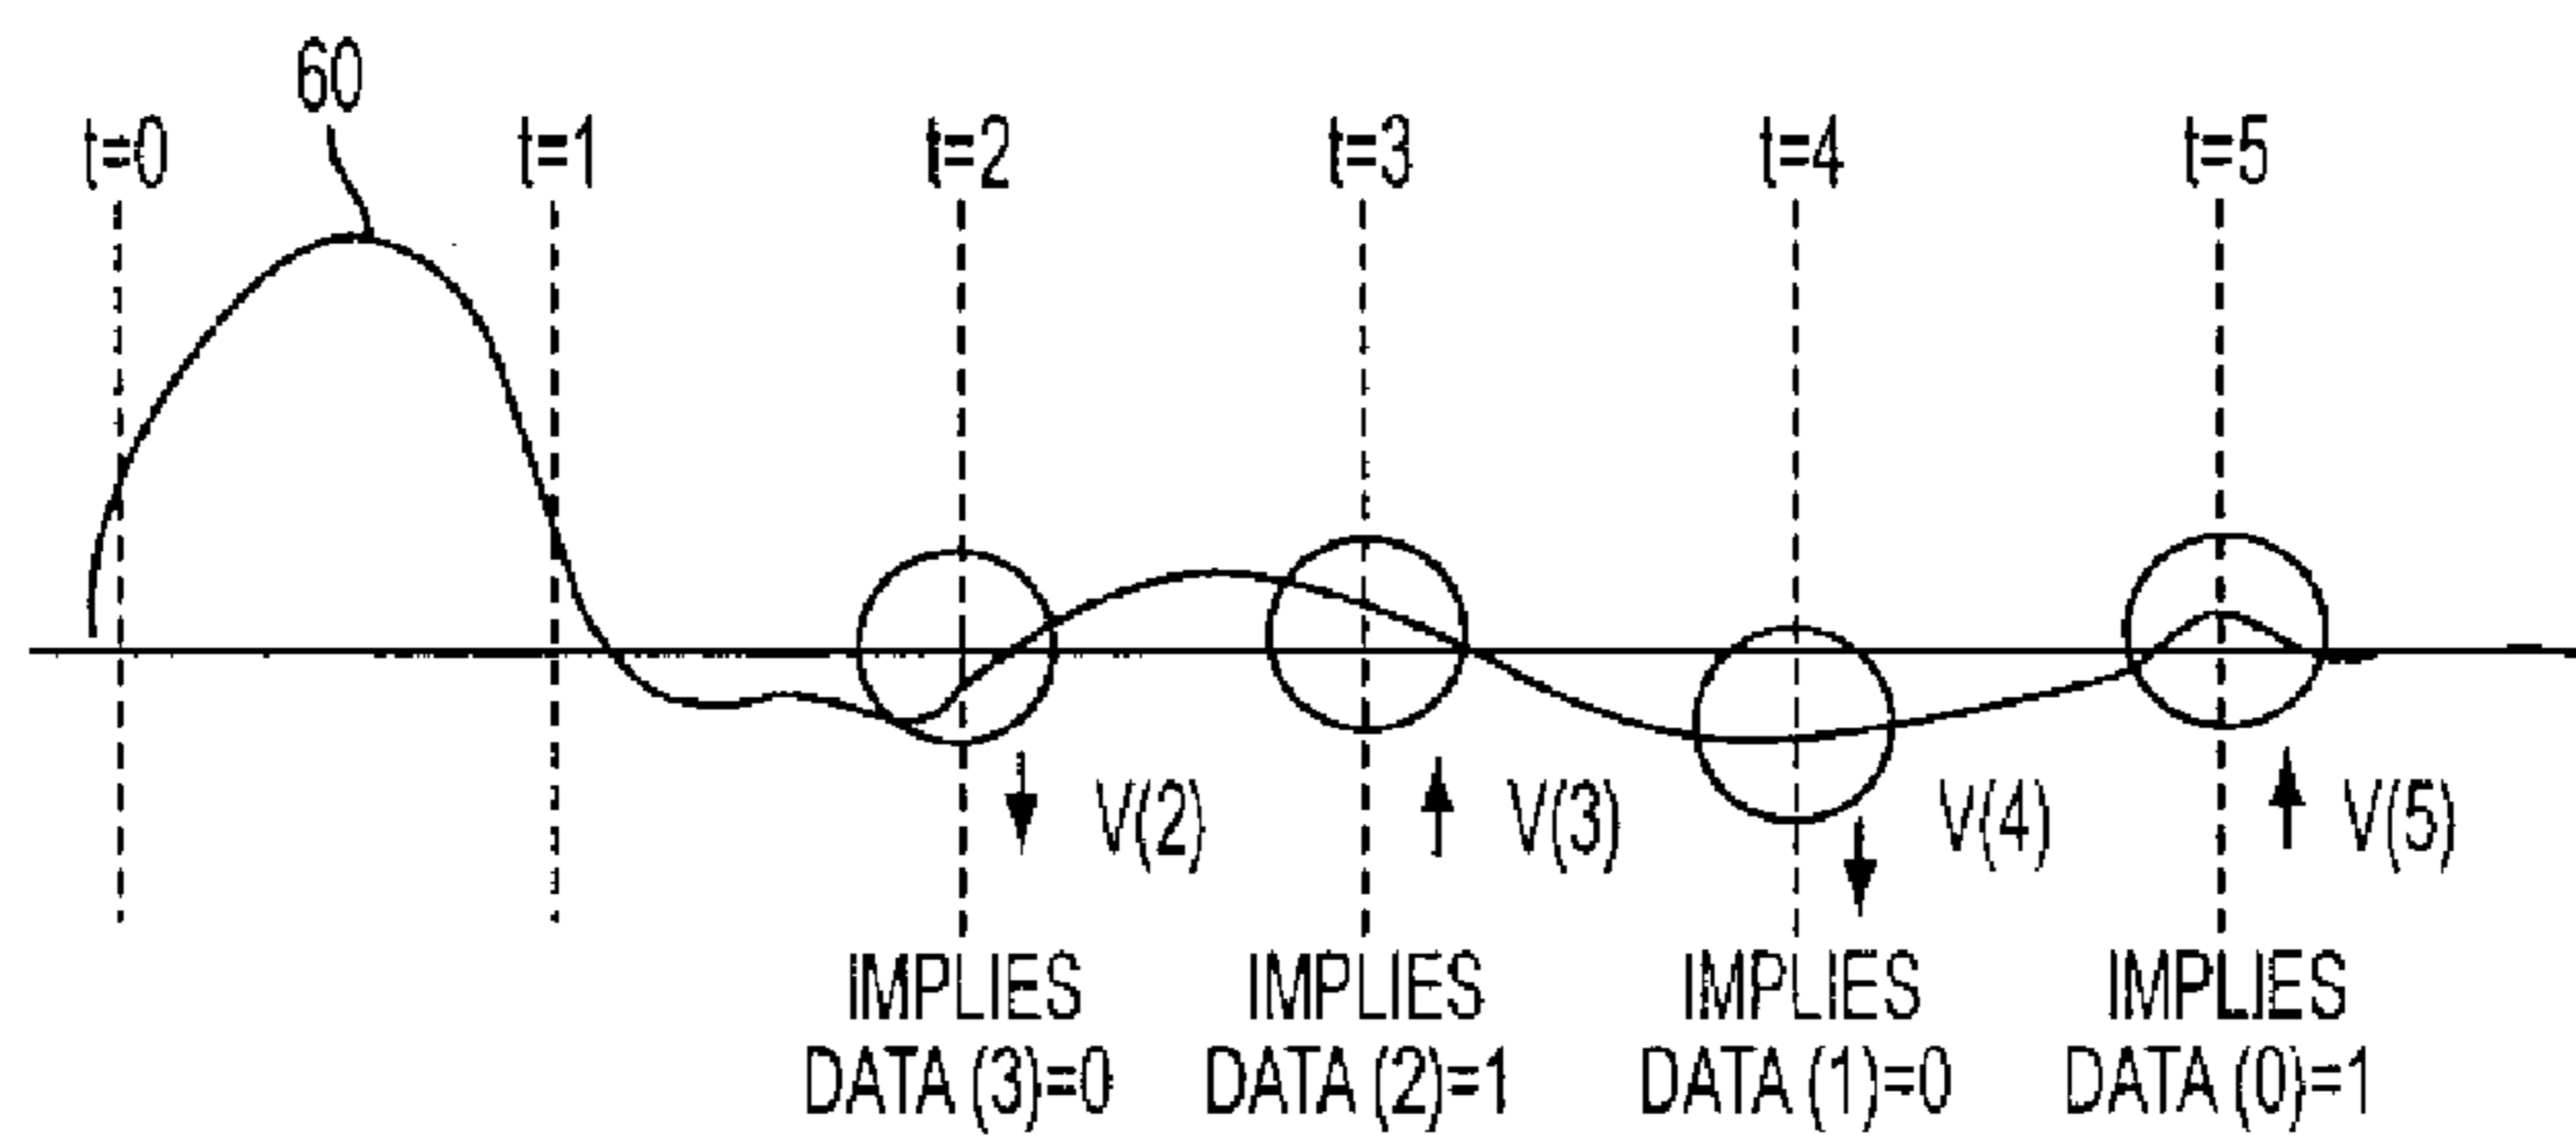 60
t=0 t=1 t=2 t=3 t=4 t=5
V(2) V(3) V(4) V(5)
IMPLIES IMPLIES IMPLIES IMPLIES
DATA (3)=0 DATA (2)=1 DATA (1)=0 DATA (0)=1